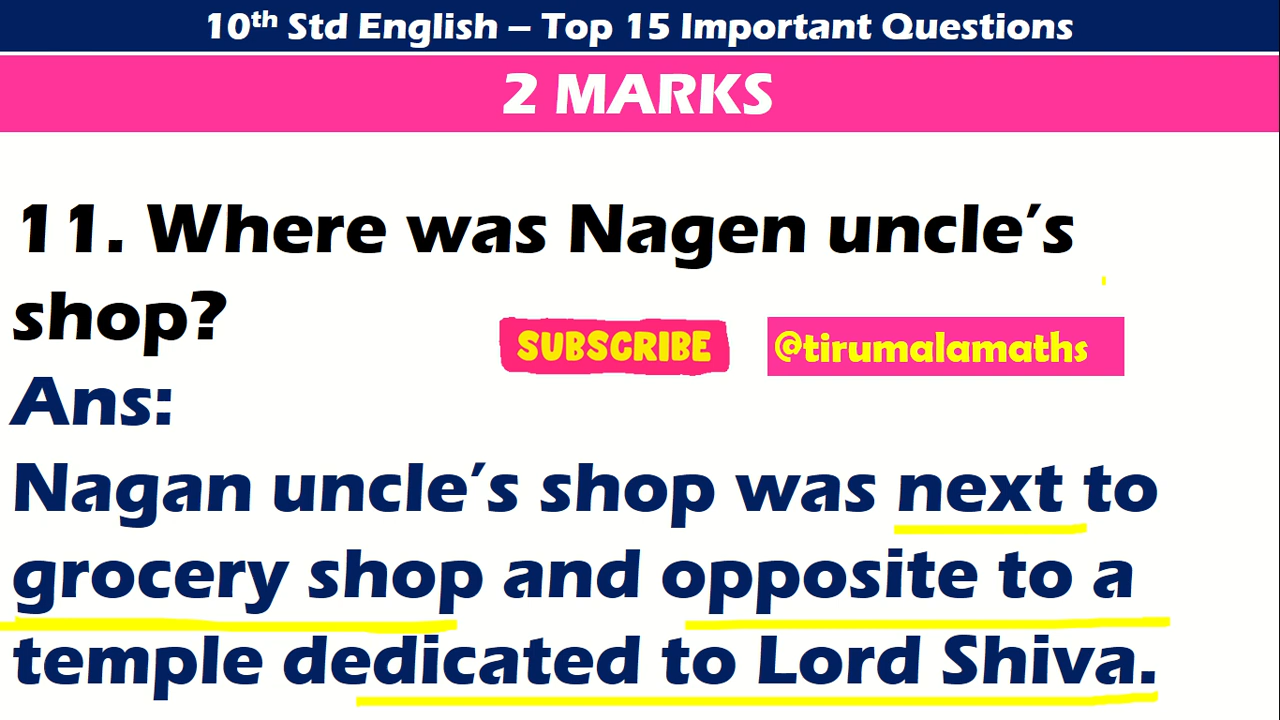 10th Std English – Top 15 Important Questions
2 MARKS
11. Where was Nagen uncle’s
shop?
SUBSCRIBE @tirumalamaths
Ans:
Nagan uncle’s shop was next to
grocery shop and opposite to a
temple dedicated to Lord Shiva.